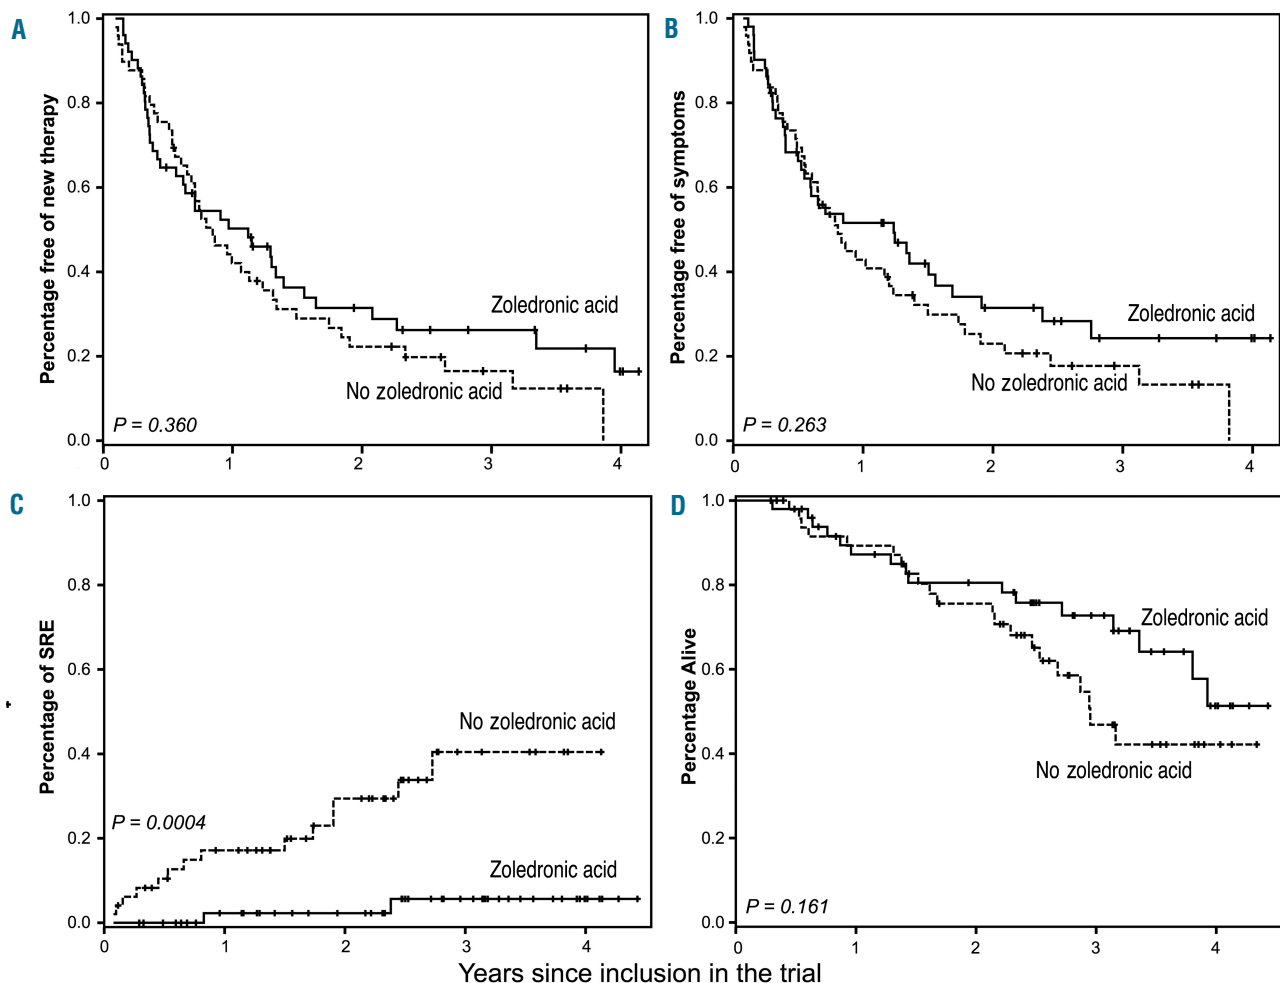 A
Percentage free of new therapy
1.0
0.8
0.6
0.4
0.2
0.0
0 1 2 3 4
Zoledronic acid
No zoledronic acid
P = 0.360
B
Percentage free of symptoms
1.0
0.8
0.6
0.4
0.2
0.0
0 1 2 3 4
Zoledronic acid
No zoledronic acid
P = 0.263
C
Percentage of SRE
1.0
0.8
0.6
0.4
0.2
0.0
0 1 2 3 4
No zoledronic acid
P = 0.0004
Zoledronic acid
D
Percentage Alive
1.0
0.8
0.6
0.4
0.2
0.0
0 1 2 3 4
Zoledronic acid
No zoledronic acid
P = 0.161
Years since inclusion in the trial